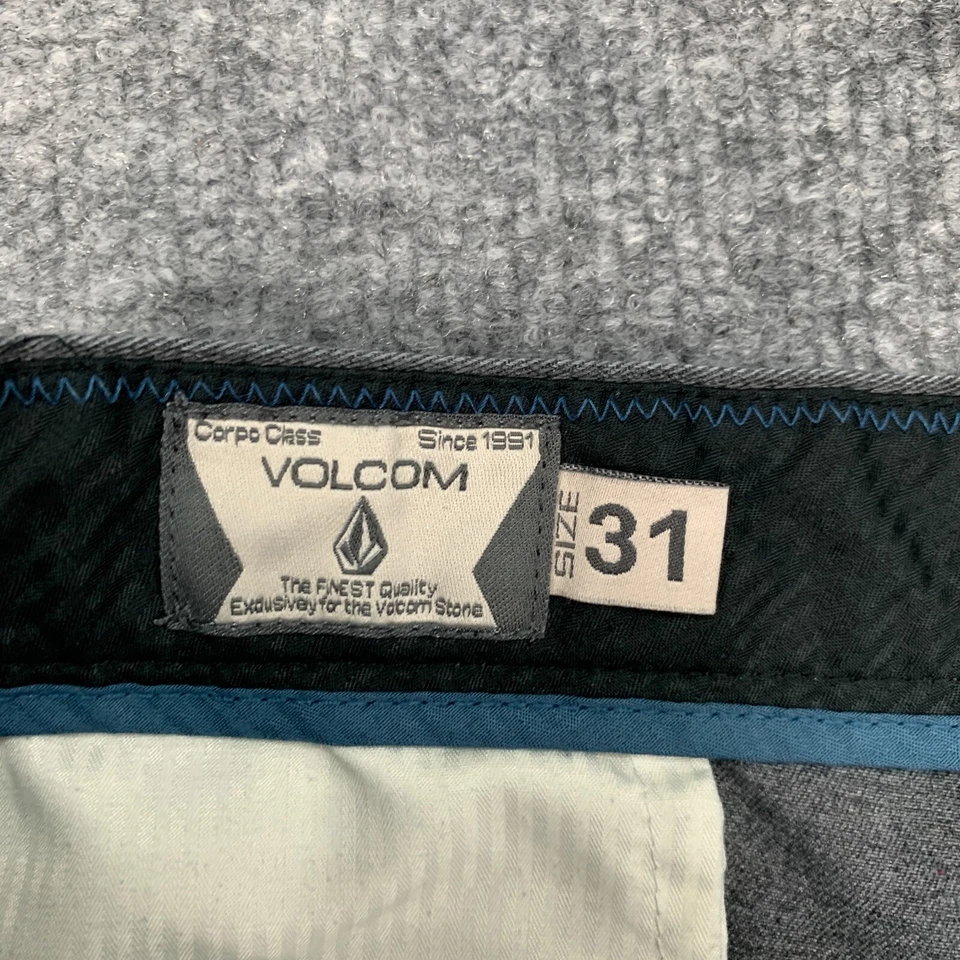 Corpo Class Since 1991
VOLCOM
The FINEST Quality
Exclusivey for the Volcom Stone
SIZE 31